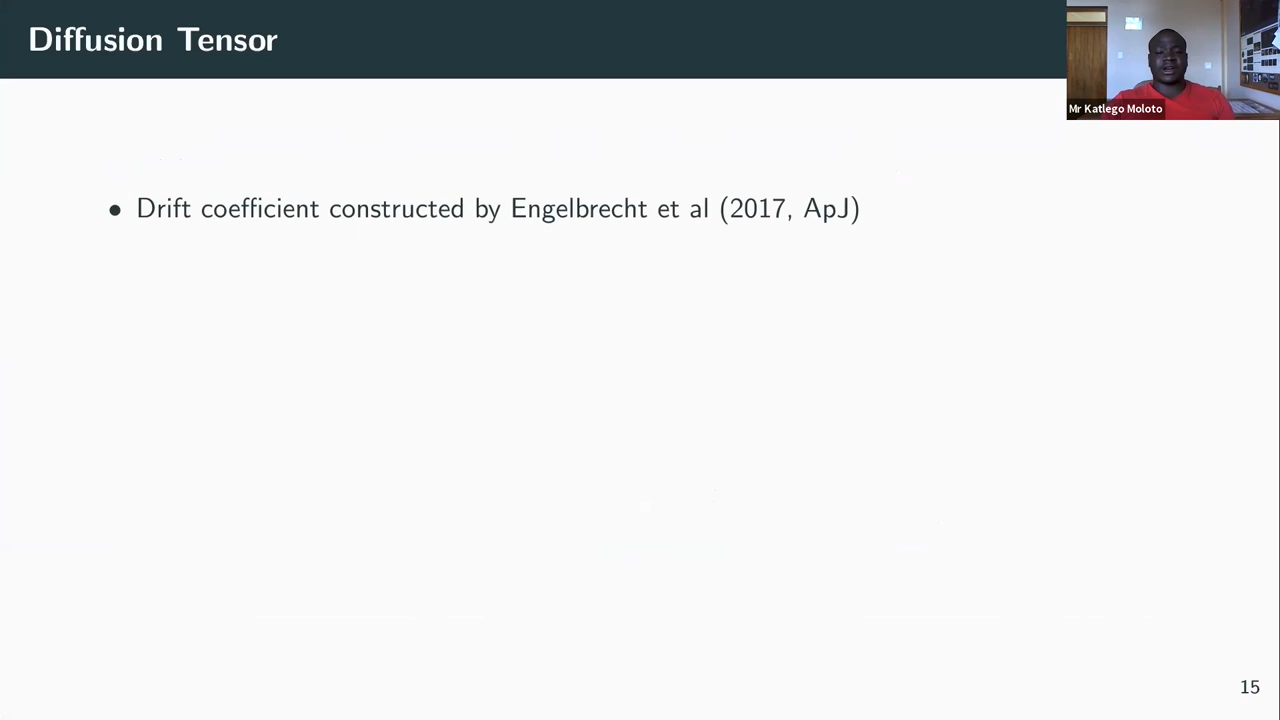 Diffusion Tensor
Mr Katlego Moloto
• Drift coefficient constructed by Engelbrecht et al (2017, ApJ)
15